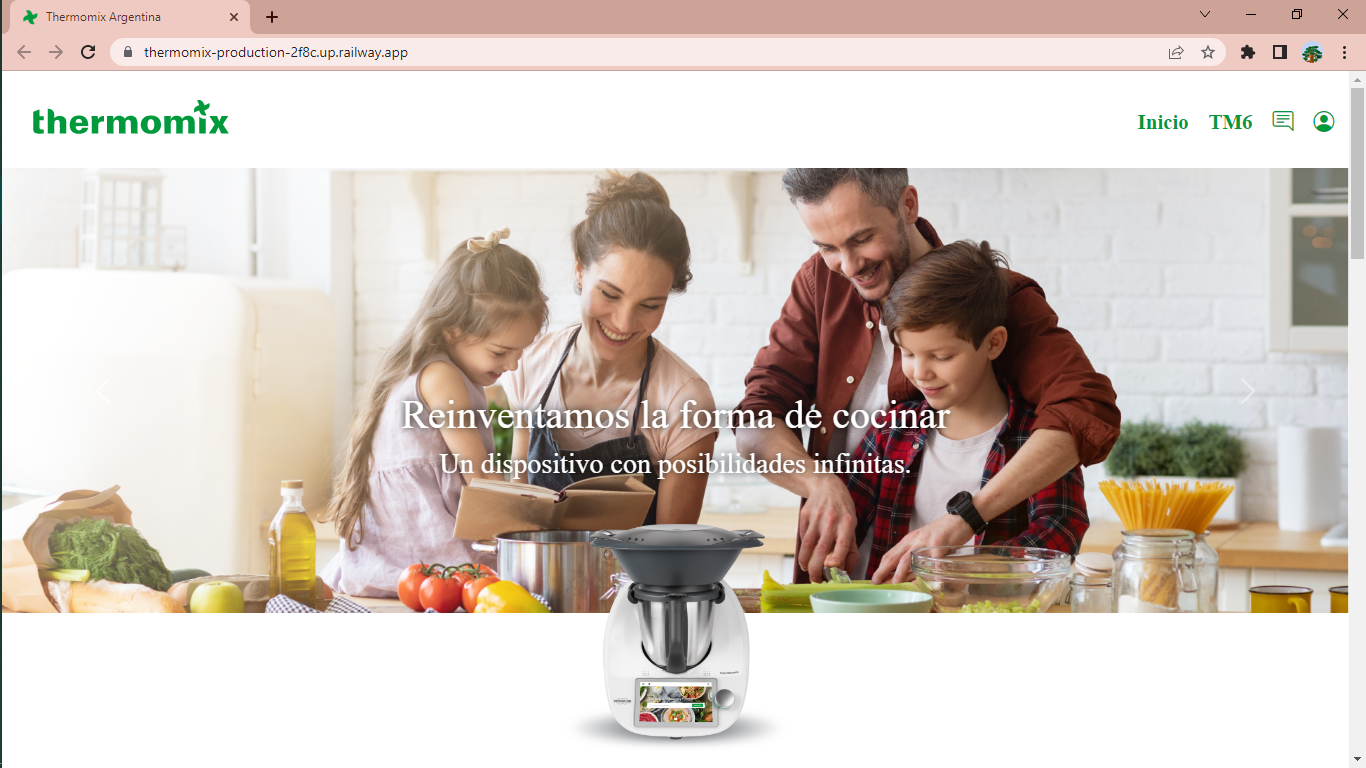 Thermomix Argentina
thermomix-production-2f8c.up.railway.app
thermomix
Inicio TM6
Reinventamos la forma de cocinar
Un dispositivo con posibilidades infinitas.